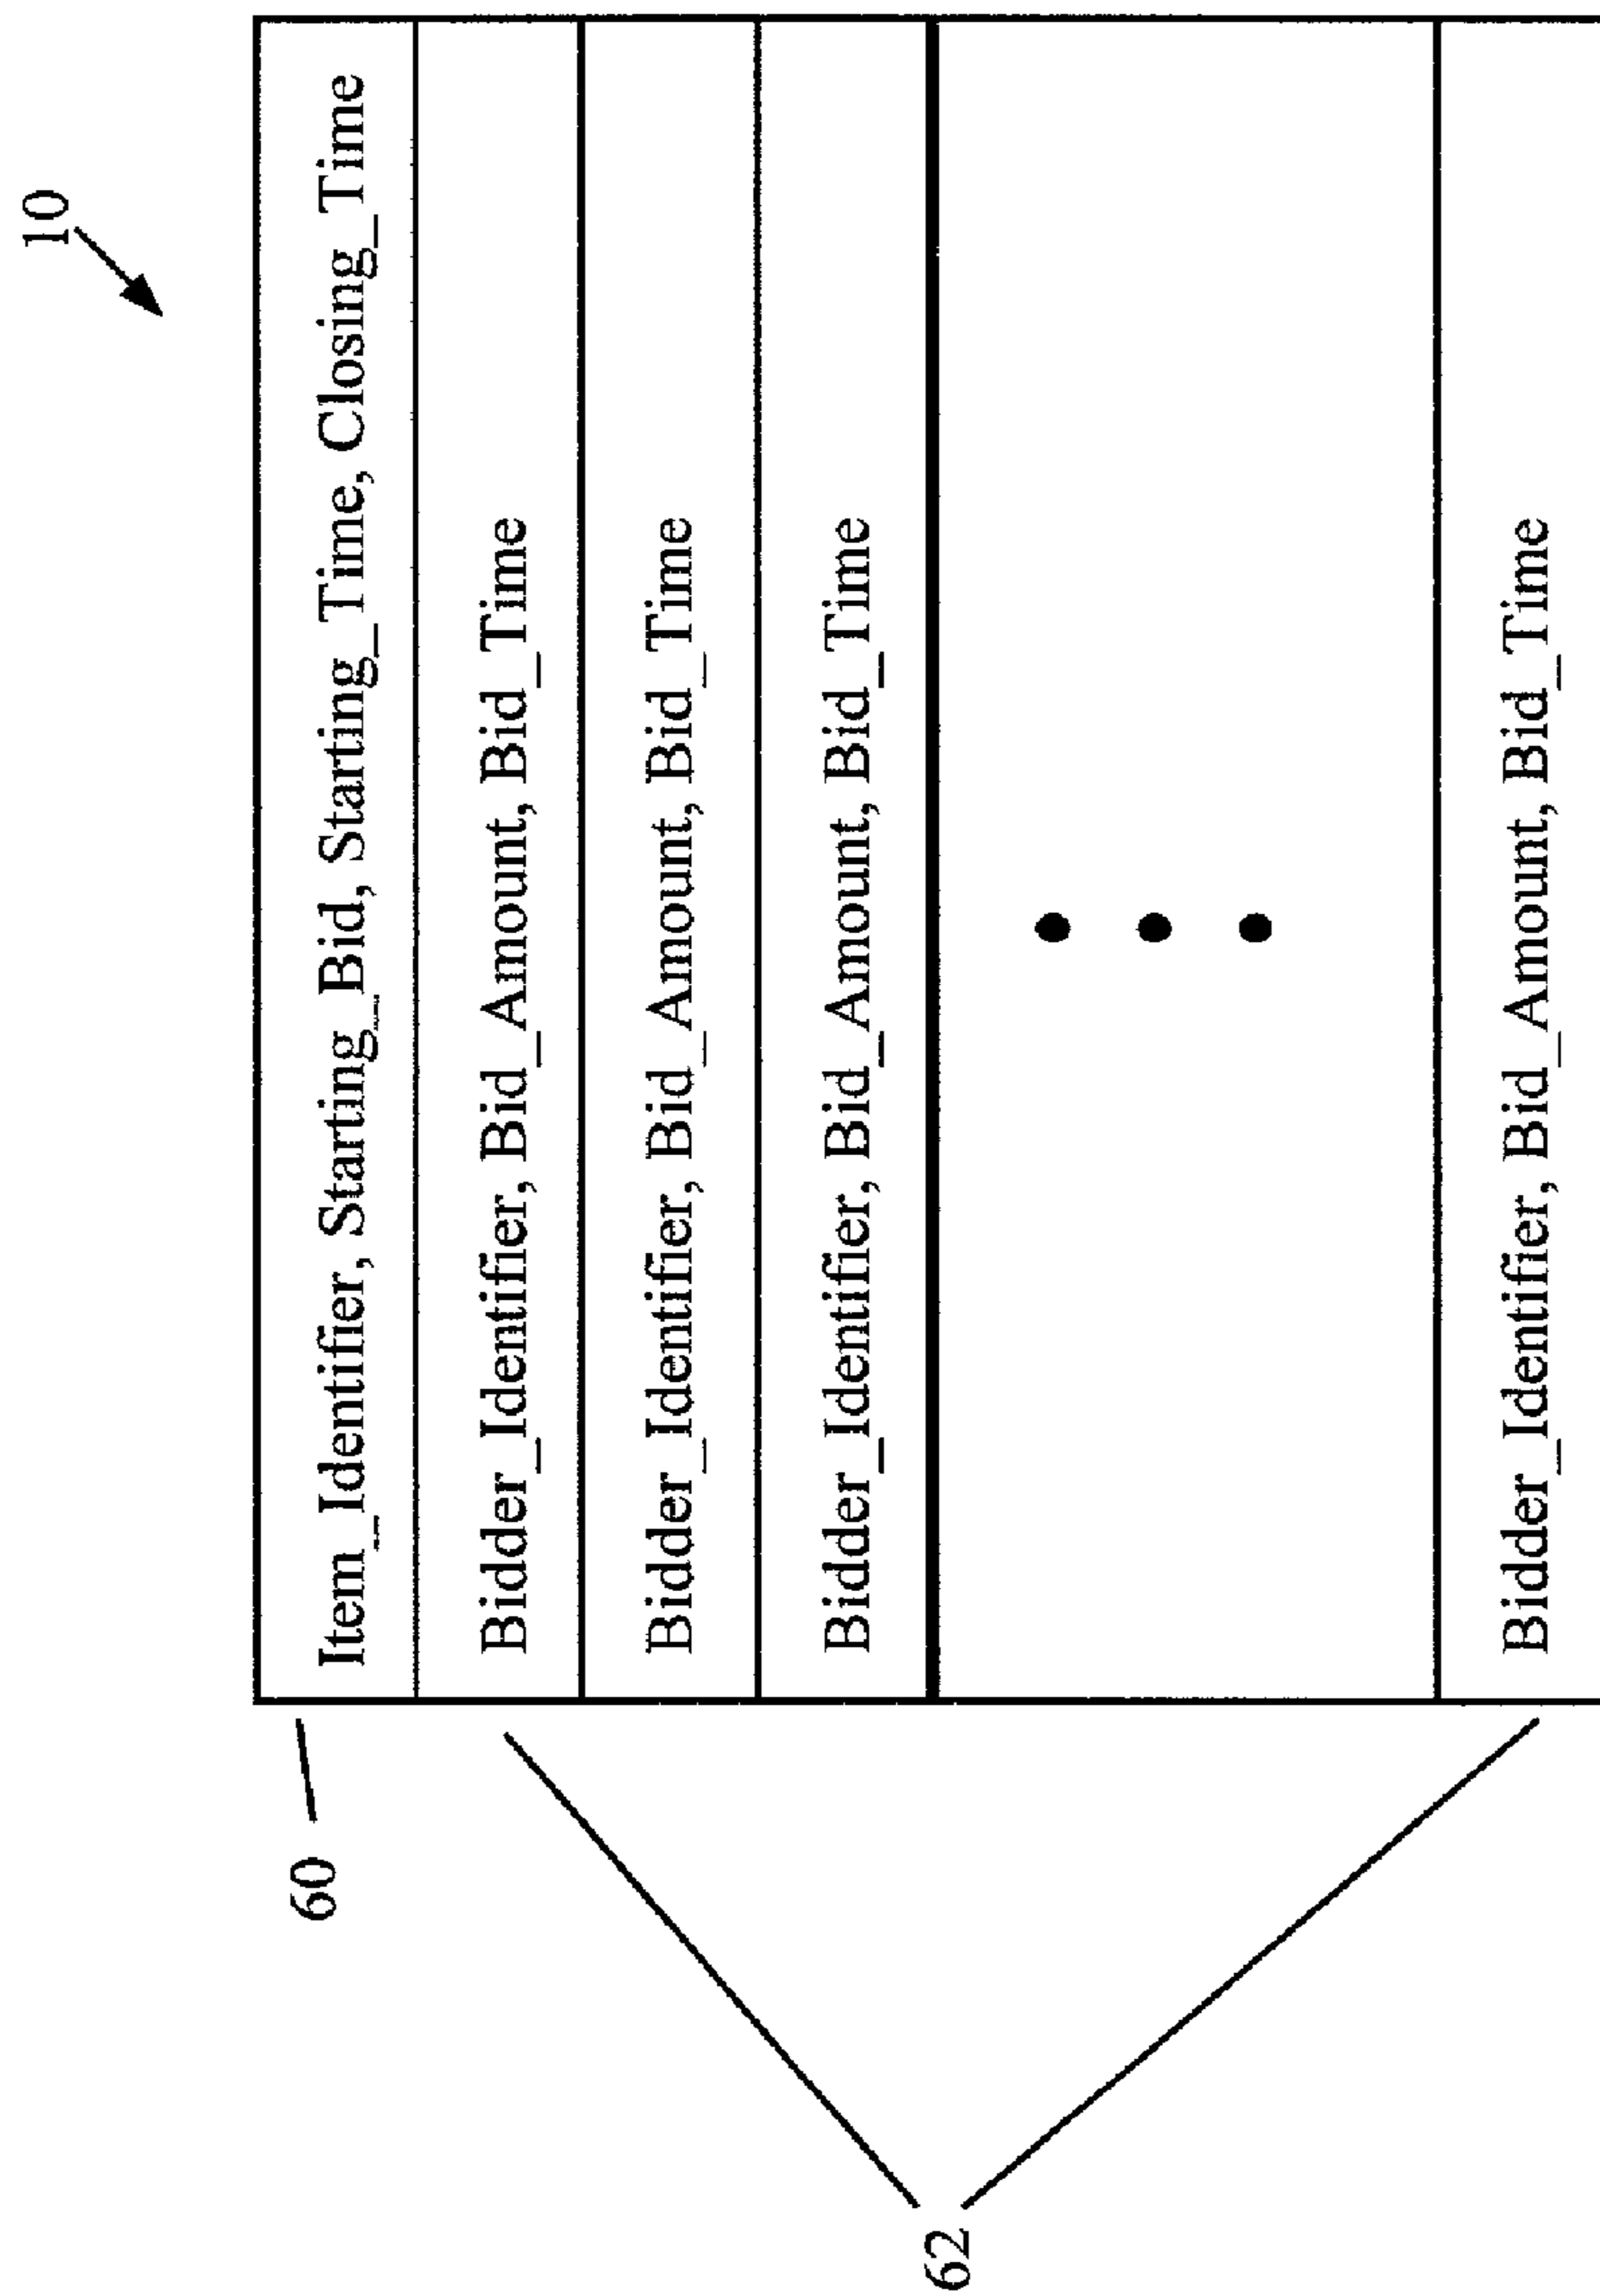 10
60
Item_Identifier, Starting_Bid, Starting_Time, Closing_Time
Bidder_Identifier, Bid_Amount, Bid_Time
Bidder_Identifier, Bid_Amount, Bid_Time
Bidder_Identifier, Bid_Amount, Bid_Time
62
Bidder_Identifier, Bid_Amount, Bid_Time